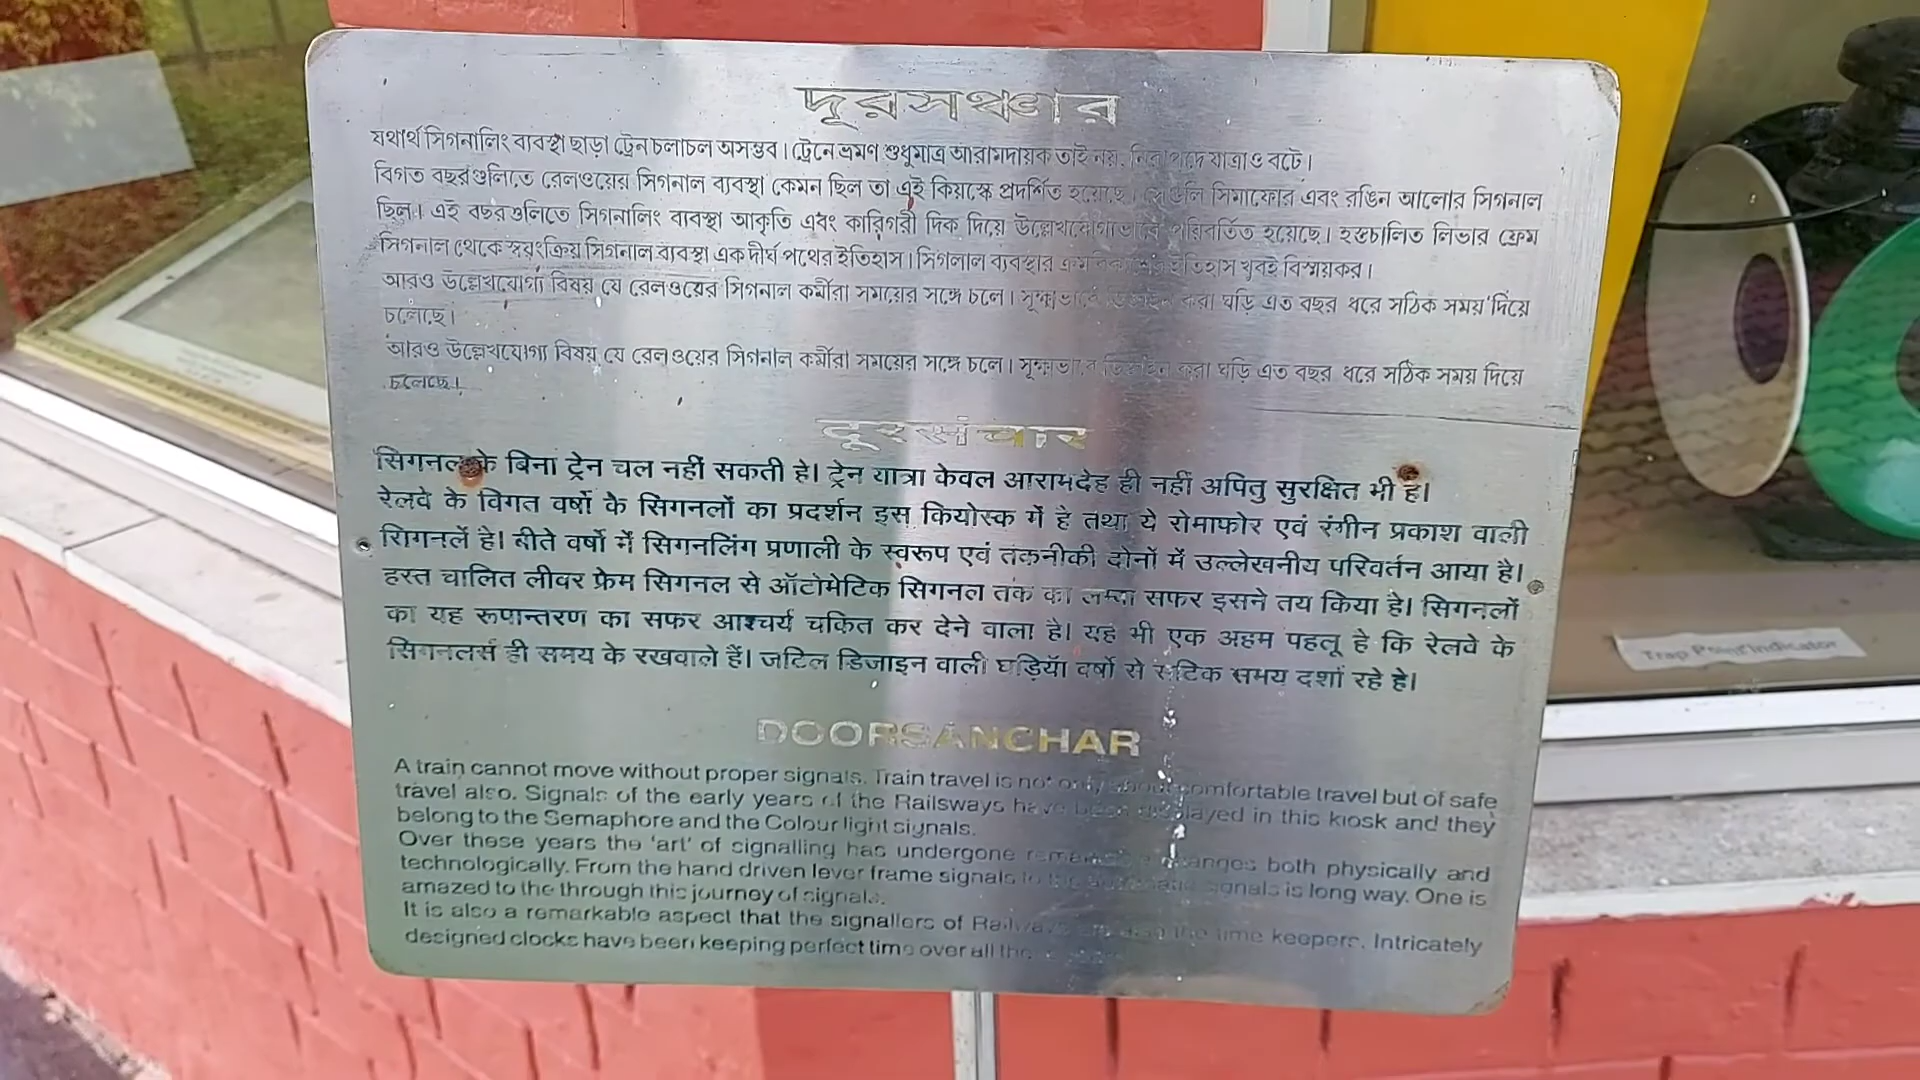 দূরসঞ্চার
যথার্থ সিগনালিং ব্যবস্থা ছাড়া ট্রেন চলাচল অসম্ভব। ট্রেনে ভ্রমণ শুধুমাত্র আরামদায়ক তাই নয়, নিরাপদে যাত্রাও বটে।
বিগত বছরগুলিতে রেলওয়ের সিগনাল ব্যবস্থা কেমন ছিল তা এই কিয়স্কে প্রদর্শিত হয়েছে। সিমাফোর এবং রঙিন আলোর সিগনাল
ছিল। এই বছরগুলিতে সিগনালিং ব্যবস্থা আকৃতি এবং কারিগরী দিক দিয়ে উল্লেখযোগ্যভাবে পরিবর্তিত হয়েছে। হস্তচালিত লিভার ফ্রেম
সিগনাল থেকে স্বয়ংক্রিয় সিগনাল ব্যবস্থা এক দীর্ঘ পথের ইতিহাস। সিগলাল ব্যবস্থার ইতিহাস খুবই বিস্ময়কর।
আরও উল্লেখযোগ্য বিষয় যে রেলওয়ের সিগনাল কর্মীরা সময়ের সঙ্গে চলে। সূক্ষ্মভাবে করা ঘড়ি এত বছর ধরে সঠিক সময় দিয়ে
চলেছে।
আরও উল্লেখযোগ্য বিষয় যে রেলওয়ের সিগনাল কর্মীরা সময়ের সঙ্গে চলে। সূক্ষ্মভাবে ডিজাইন করা ঘড়ি এত বছর ধরে সঠিক সময় দিয়ে
চলেছে।
दूरसंचार
सिगनल के बिना ट्रेन चल नहीं सकती है। ट्रेन यात्रा केवल आरामदेह ही नहीं अपितु सुरक्षित भी है।
रेलवे के विगत वर्षो के सिगनलों का प्रदर्शन इस कियोस्क में है तथा ये रोमाफोर एवं रंगीन प्रकाश वाली
सिगनलें है। बीते वर्षो में सिगनलिंग प्रणाली के स्वरूप एवं तकनीकी दोनों में उल्लेखनीय परिवर्तन आया है।
हस्त चालित लीवर फ्रेम सिगनल से ऑटोमेटिक सिगनल तक का लम्बा सफर इसने तय किया है। सिगनलों
का यह रूपान्तरण का सफर आश्चर्य चकित कर देने वाला है। यह भी एक अहम पहलू है कि रेलवे के
सिगनलर्स ही समय के रखवाले हैं। जटिल डिजाइन वाली घड़ियॉ वर्षो से सटिक समय दर्शा रहे है।
DOORSANCHAR
A train cannot move without proper signals. Train travel is not only about comfortable travel but of safe
travel also. Signals of the early years of the Railsways have been displayed in this kiosk and they
belong to the Semaphore and the Colour light signals.
Over these years the 'art' of signalling has undergone changes both physically and
technologically. From the hand driven lever frame signals to signals is long way. One is
amazed to the through this journey of signals.
It is also a remarkable aspect that the signallers of Railways the time keepers. Intricately
designed clocks have been keeping perfect time over all
Trap Point Indicator